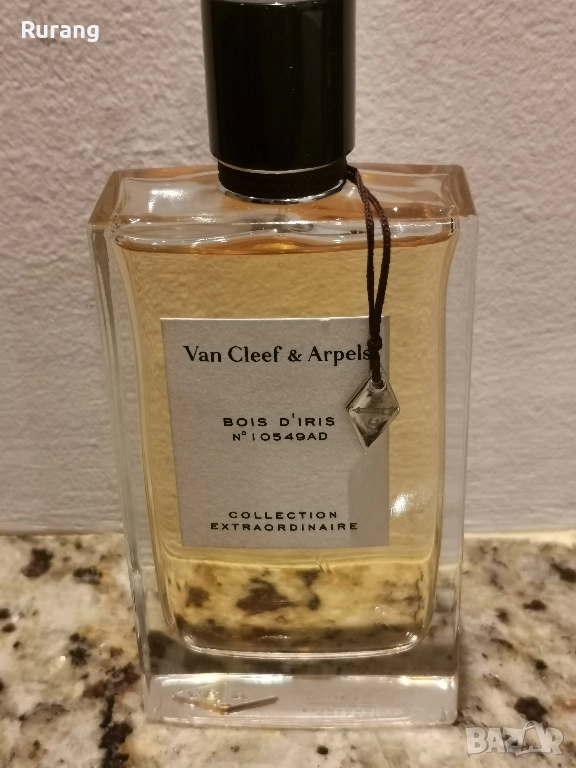 Rurang
Van Cleef & Arpels
BOIS D'IRIS
N° 10549AD
COLLECTION
EXTRAORDINAIRE
BAZAR